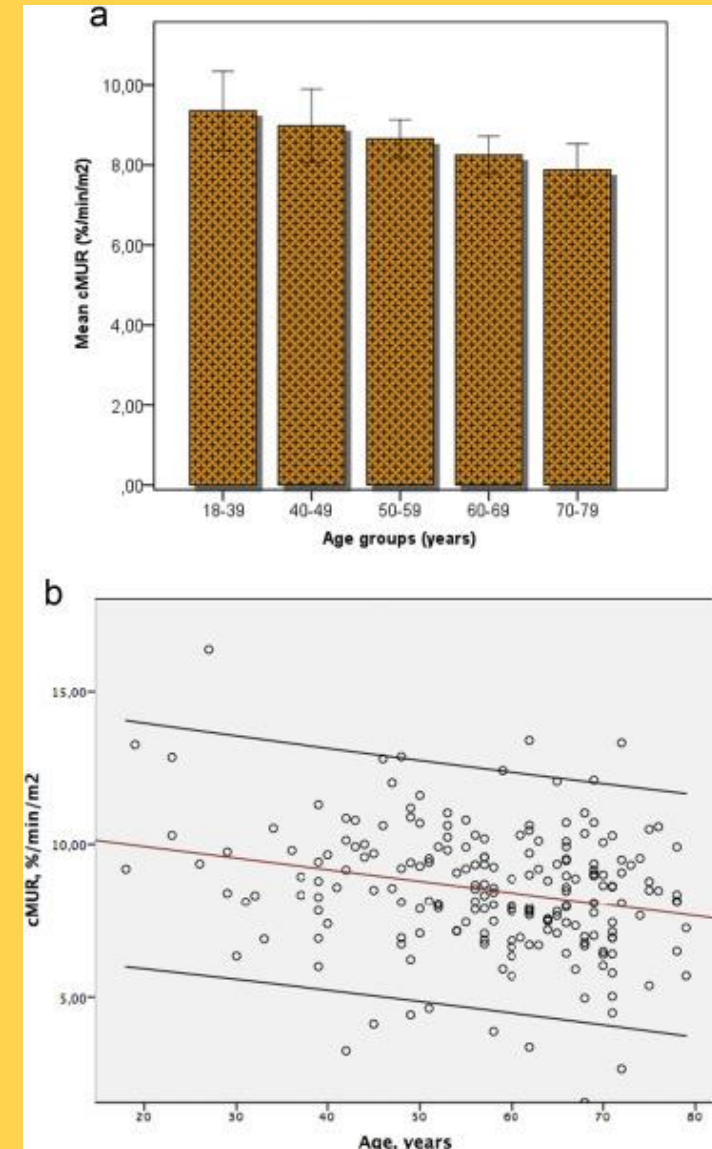 a
Mean cMUR (%/min/m2)
10,00
8,00
6,00
4,00
2,00
,00
18-39 40-49 50-59 60-69 70-79
Age groups (years)
b
cMUR, %/min/m2
15,00
10,00
5,00
20 30 40 50 60 70 80
Age, years